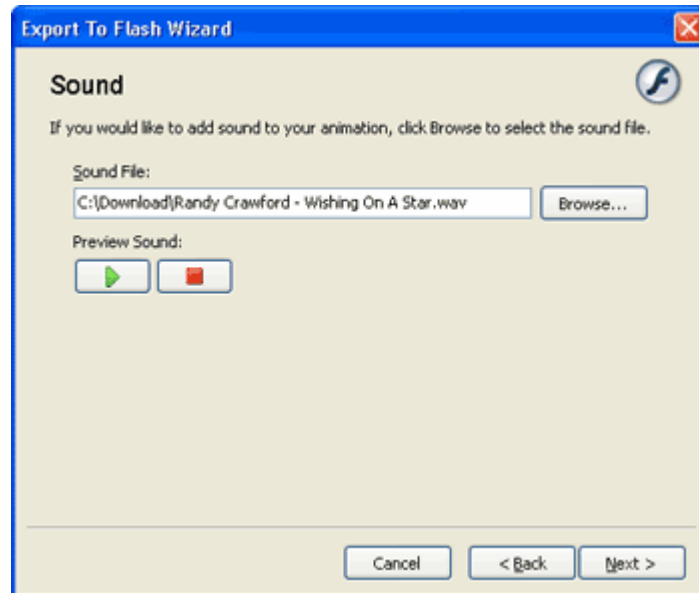 Export To Flash Wizard
Sound
If you would like to add sound to your animation, click Browse to select the sound file.
Sound File:
C:\Download\Randy Crawford - Wishing On A Star.wav
Browse...
Preview Sound:
Cancel
< Back
Next >